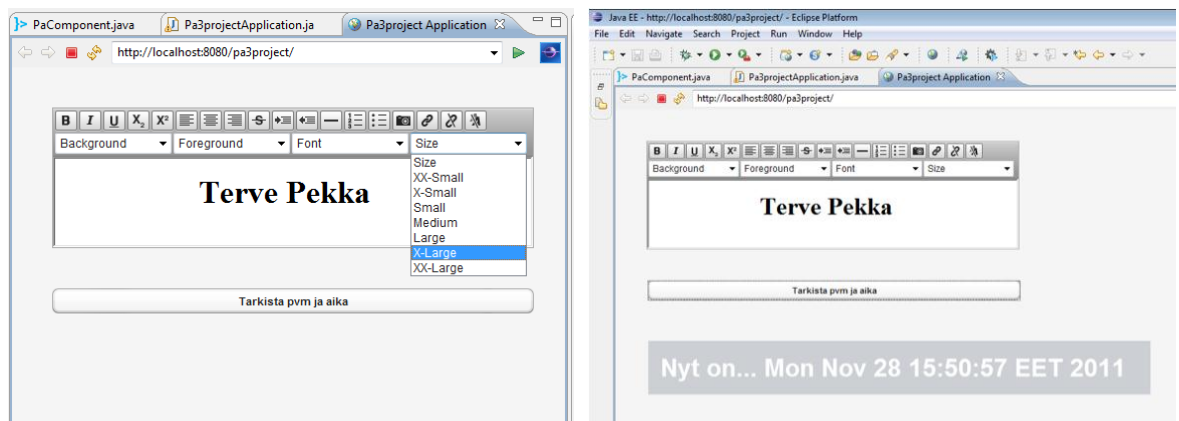 PaComponent.java Pa3projectApplication.ja Pa3project Application
http://localhost:8080/pa3project/
B I U X₂ X² S
Background Foreground Font Size
Size
XX-Small
X-Small
Small
Medium
Large
X-Large
XX-Large
Terve Pekka
Tarkista pvm ja aika
Java EE - http://localhost:8080/pa3project/ - Eclipse Platform
File Edit Navigate Search Project Run Window Help
PaComponent.java Pa3projectApplication.java Pa3project Application
http://localhost:8080/pa3project/
B I U X₂ X² S
Background Foreground Font Size
Terve Pekka
Tarkista pvm ja aika
Nyt on... Mon Nov 28 15:50:57 EET 2011